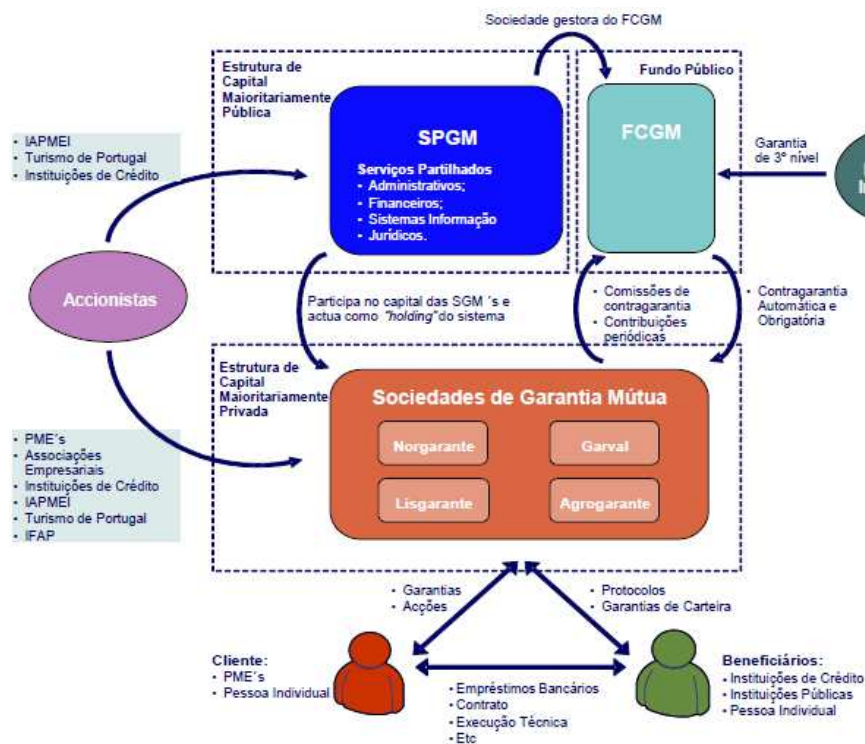 Sociedade gestora do FCGM
Estrutura de
Capital
Maioritariamente
Pública
Fundo Público
SPGM
Serviços Partilhados
• Administrativos;
• Financeiros;
• Sistemas Informação
• Jurídicos.
FCGM
Garantia
de 3º nível
• IAPMEI
• Turismo de Portugal
• Instituições de Crédito
Accionistas
Participa no capital das SGM ´s e
actua como "holding" do sistema
• Comissões de
contragarantia
• Contribuições
periódicas
• Contragarantia
Automática e
Obrigatória
Estrutura de
Capital
Maioritariamente
Privada
Sociedades de Garantia Mútua
Norgarante
Garval
Lisgarante
Agrogarante
• PME´s
• Associações
Empresariais
• Instituições de Crédito
• IAPMEI
• Turismo de Portugal
• IFAP
• Garantias
• Acções
• Protocolos
• Garantias de Carteira
Cliente:
• PME´s
• Pessoa Individual
• Empréstimos Bancários
• Contrato
• Execução Técnica
• Etc
Beneficiários:
• Instituições de Crédito
• Instituições Públicas
• Pessoa Individual